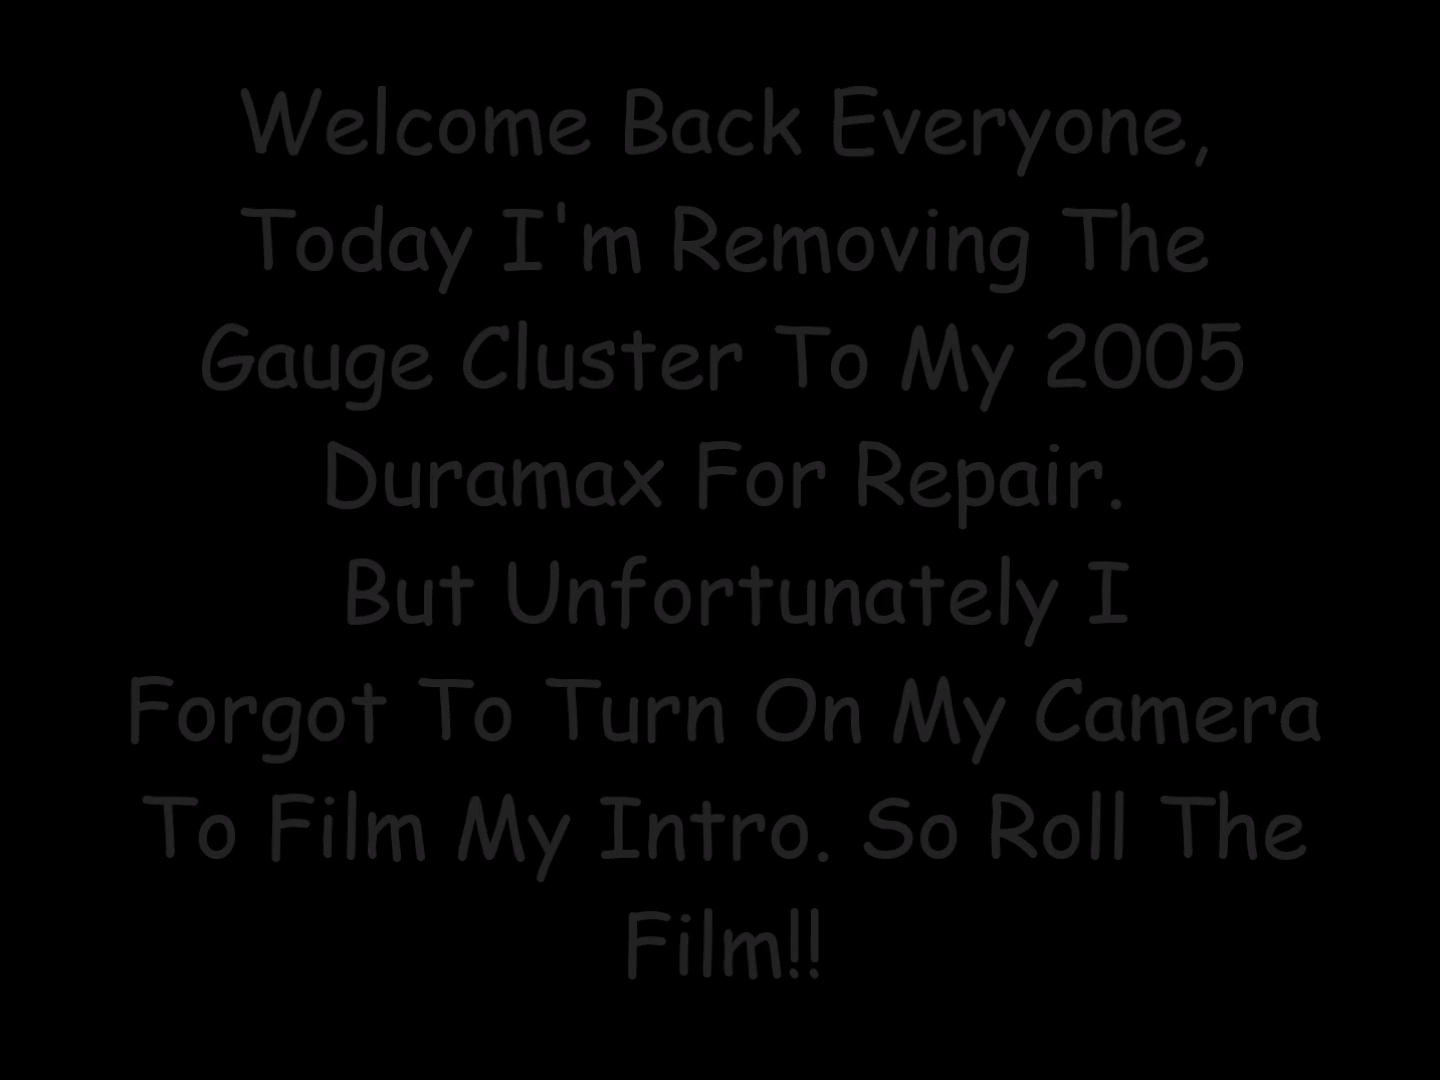 Welcome Back Everyone,
Today I'm Removing The
Gauge Cluster To My 2005
Duramax For Repair.
But Unfortunately I
Forgot To Turn On My Camera
To Film My Intro. So Roll The
Film!!